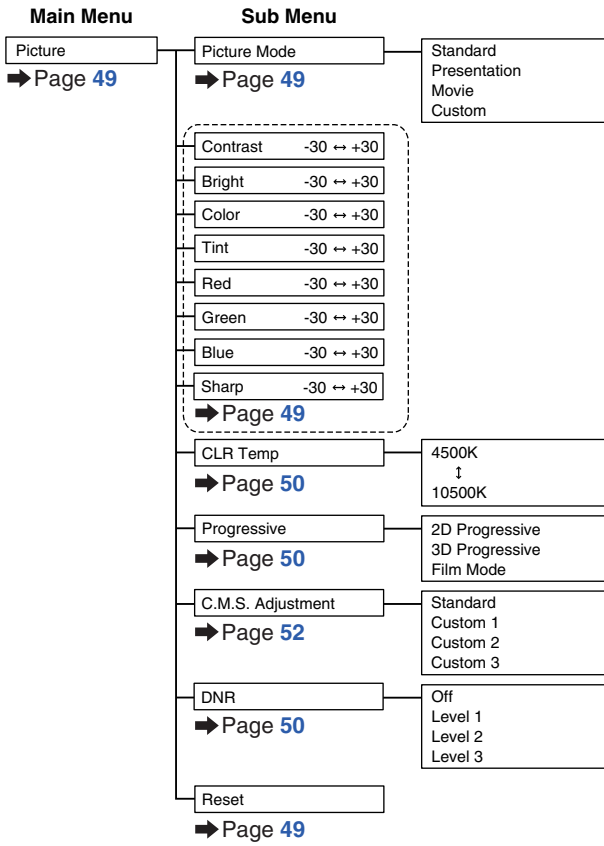 Main Menu
Sub Menu
Picture
➡Page 49
Picture Mode
➡Page 49
Standard
Presentation
Movie
Custom
Contrast -30 ↔ +30
Bright -30 ↔ +30
Color -30 ↔ +30
Tint -30 ↔ +30
Red -30 ↔ +30
Green -30 ↔ +30
Blue -30 ↔ +30
Sharp -30 ↔ +30
➡Page 49
CLR Temp
➡Page 50
4500K
↕
10500K
Progressive
➡Page 50
2D Progressive
3D Progressive
Film Mode
C.M.S. Adjustment
➡Page 52
Standard
Custom 1
Custom 2
Custom 3
DNR
➡Page 50
Off
Level 1
Level 2
Level 3
Reset
➡Page 49